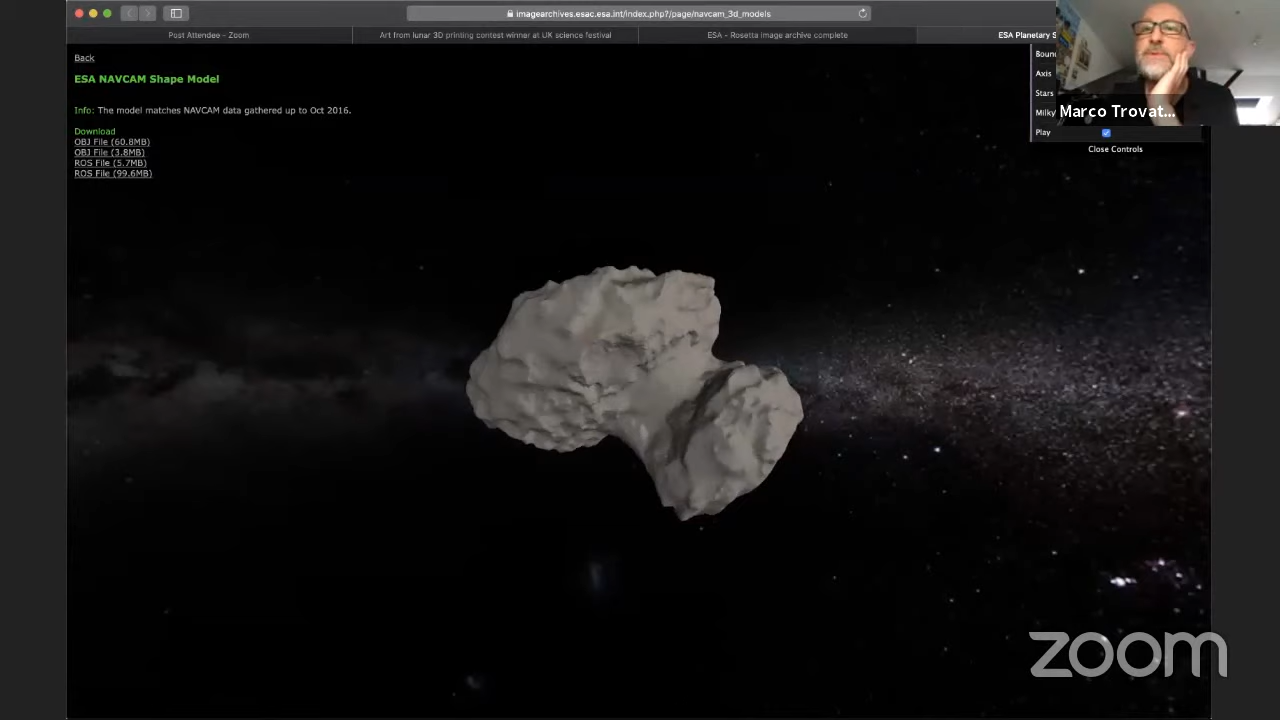 imagearchives.esac.esa.int/index.php?/page/navcam_3d_models
Post Attendee - Zoom
Art from lunar 3D printing contest winner at UK science festival
ESA - Rosetta image archive complete
ESA Planetary S
Back
ESA NAVCAM Shape Model
Info: The model matches NAVCAM data gathered up to Oct 2016.
Download
OBJ File (60.8MB)
OBJ File (3.8MB)
ROS File (5.7MB)
ROS File (99.6MB)
Boun
Axis
Stars
Milky
Play
Close Controls
Marco Trovat...
zoom